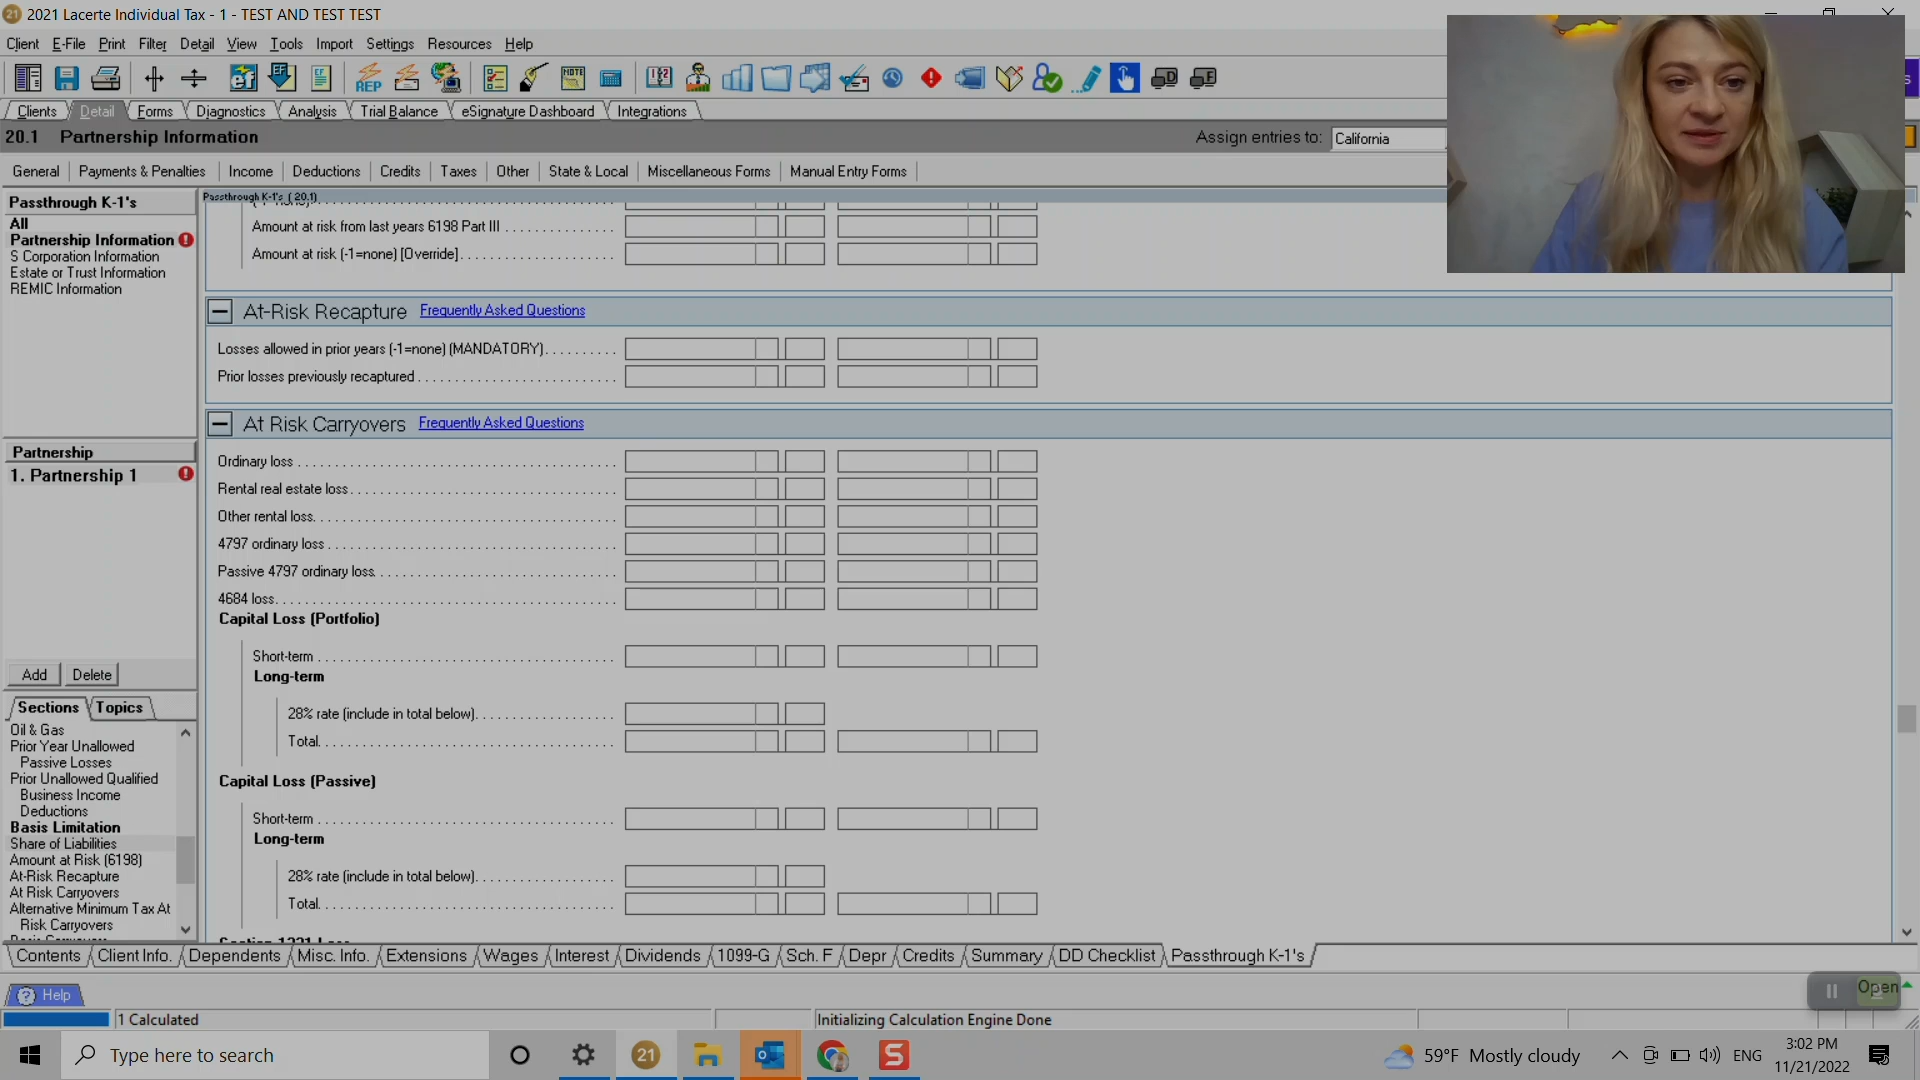 2021 Lacerte Individual Tax - 1 - TEST AND TEST TEST
Client E-File Print Filter Detail View Tools Import Settings Resources Help
Clients Detail Forms Diagnostics Analysis Trial Balance eSignature Dashboard Integrations
20.1 Partnership Information Assign entries to: California
General Payments & Penalties Income Deductions Credits Taxes Other State & Local Miscellaneous Forms Manual Entry Forms
Passthrough K-1's
All
Partnership Information
S Corporation Information
Estate or Trust Information
REMIC Information
Partnership
1. Partnership 1
Add Delete
Sections Topics
Oil & Gas
Prior Year Unallowed
Passive Losses
Prior Unallowed Qualified
Business Income
Deductions
Basis Limitation
Share of Liabilities
Amount at Risk (6198)
At-Risk Recapture
At Risk Carryovers
Alternative Minimum Tax At
Risk Carryovers
Passthrough K-1's (20.1)
Amount at risk from last years 6198 Part III
Amount at risk (-1=none) [Override]
At-Risk Recapture Frequently Asked Questions
Losses allowed in prior years (-1=none) (MANDATORY)
Prior losses previously recaptured
At Risk Carryovers Frequently Asked Questions
Ordinary loss
Rental real estate loss
Other rental loss
4797 ordinary loss
Passive 4797 ordinary loss
4684 loss
Capital Loss (Portfolio)
Short-term
Long-term
28% rate (include in total below)
Total
Capital Loss (Passive)
Short-term
Long-term
28% rate (include in total below)
Total
Contents Client Info. Dependents Misc. Info. Extensions Wages Interest Dividends 1099-G Sch. F Depr Credits Summary DD Checklist Passthrough K-1's
Help
Open
1 Calculated Initializing Calculation Engine Done
Type here to search
21
59°F Mostly cloudy ENG
3:02 PM
11/21/2022